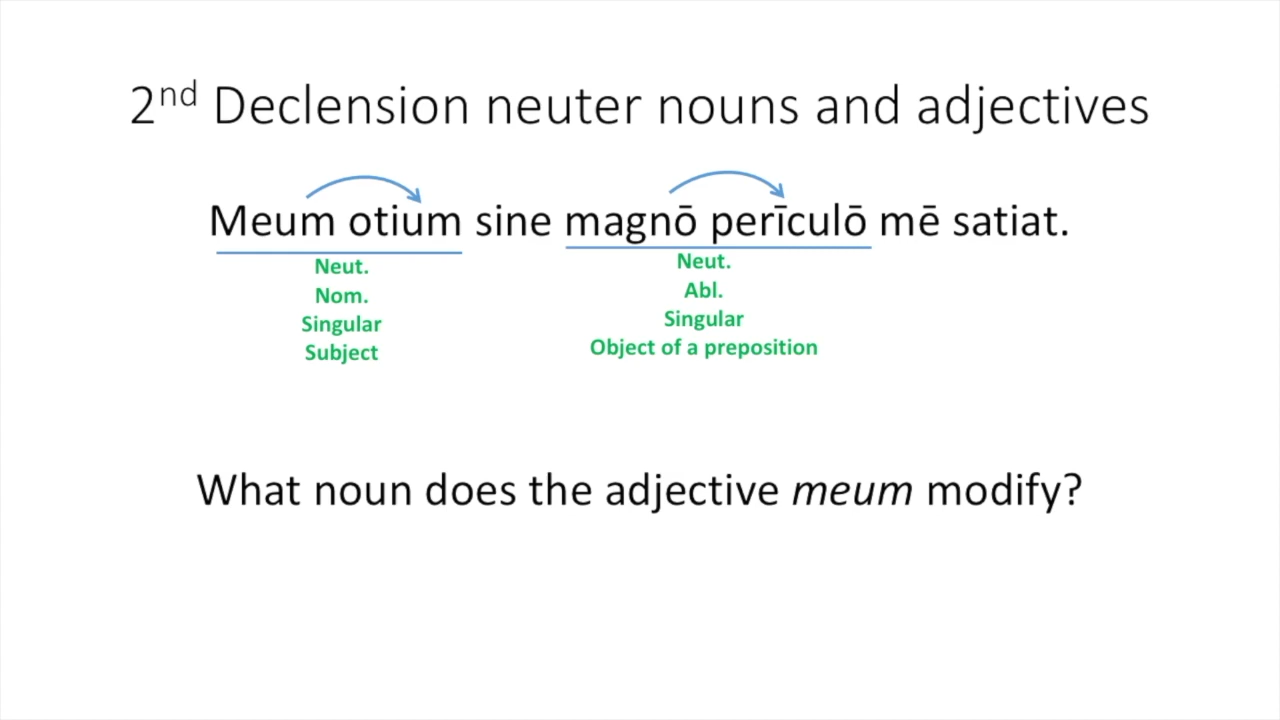 2nd Declension neuter nouns and adjectives
Meum otium sine magnō perīculō mē satiat.
Neut.
Nom.
Singular
Subject
Neut.
Abl.
Singular
Object of a preposition
What noun does the adjective meum modify?